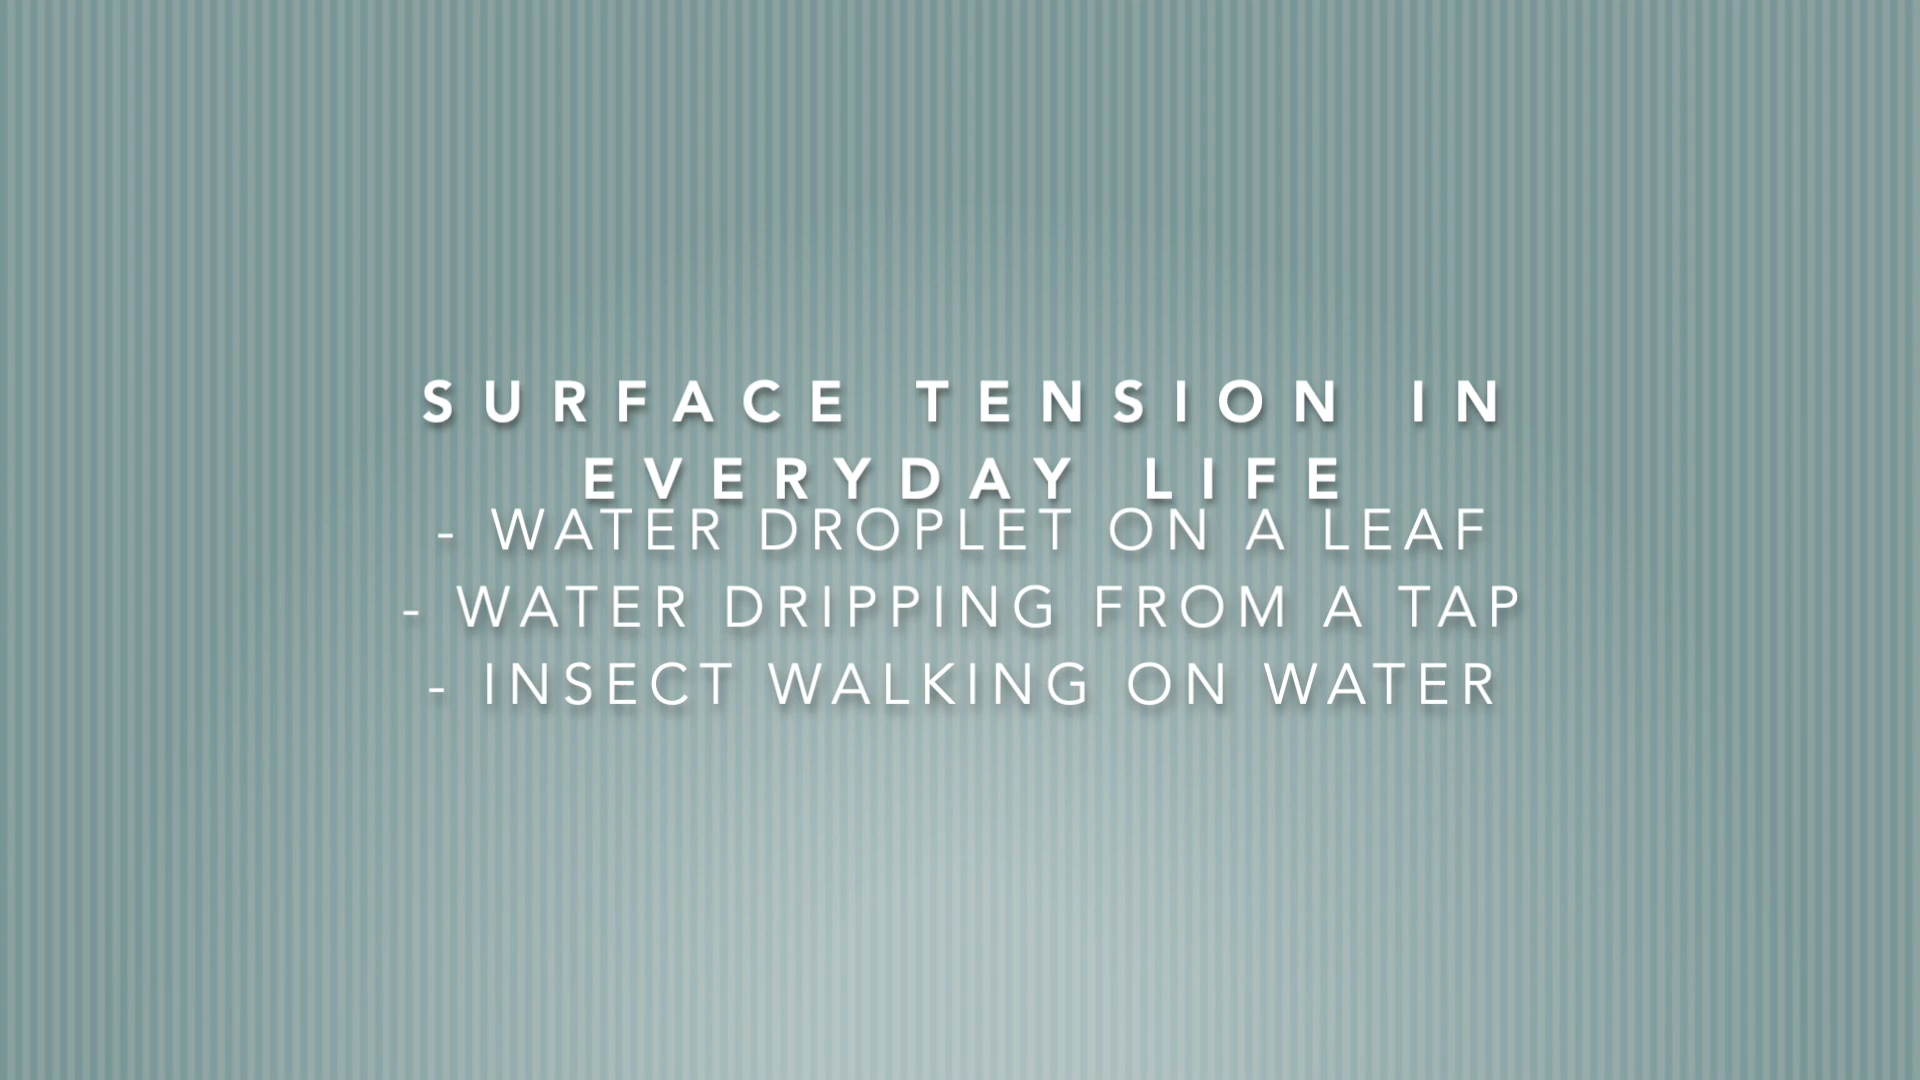 SURFACE TENSION IN
EVERYDAY LIFE
- WATER DROPLET ON A LEAF
- WATER DRIPPING FROM A TAP
- INSECT WALKING ON WATER